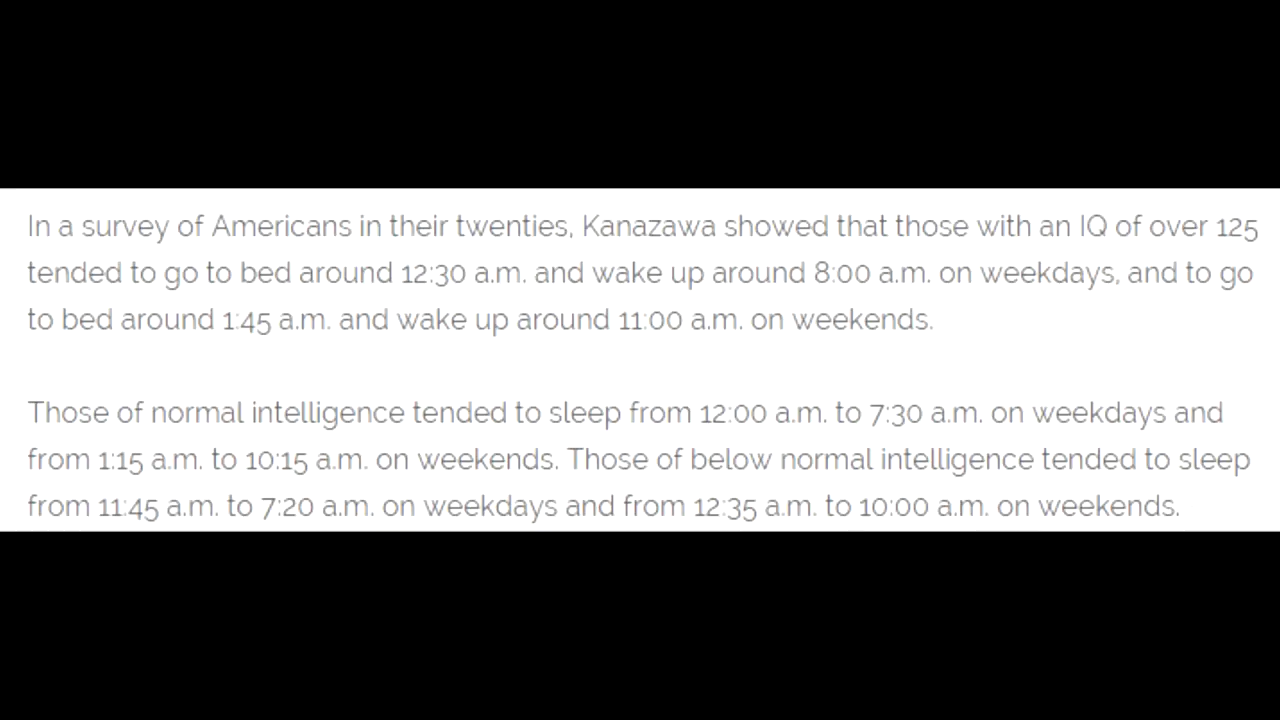 In a survey of Americans in their twenties, Kanazawa showed that those with an IQ of over 125
tended to go to bed around 12:30 a.m. and wake up around 8:00 a.m. on weekdays, and to go
to bed around 1:45 a.m. and wake up around 11:00 a.m. on weekends.
Those of normal intelligence tended to sleep from 12:00 a.m. to 7:30 a.m. on weekdays and
from 1:15 a.m. to 10:15 a.m. on weekends. Those of below normal intelligence tended to sleep
from 11:45 a.m. to 7:20 a.m. on weekdays and from 12:35 a.m. to 10:00 a.m. on weekends.